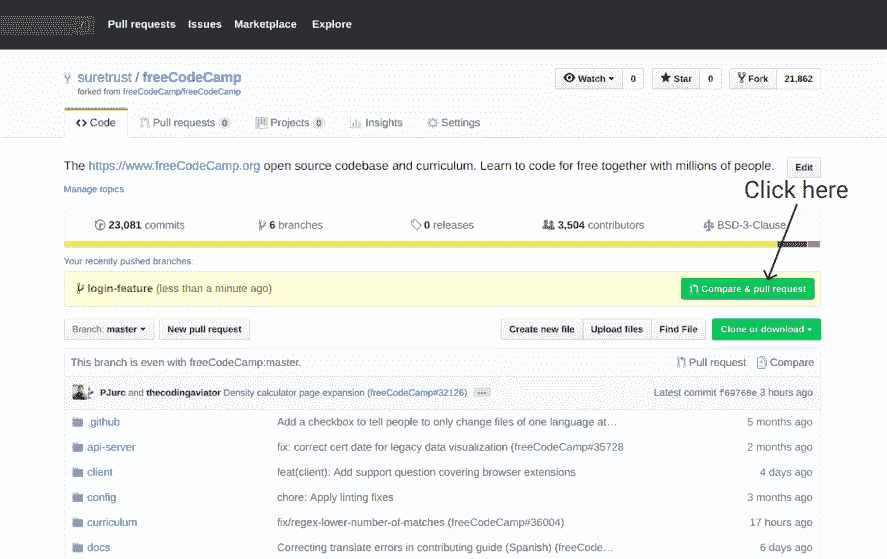 Pull requests Issues Marketplace Explore
suretrust / freeCodeCamp
Watch 0 Star 0 Fork 21,862
forked from freeCodeCamp/freeCodeCamp
Code Pull requests 0 Projects 0 Insights Settings
The https://www.freeCodeCamp.org open source codebase and curriculum. Learn to code for free together with millions of people. Edit
Manage topics
Click here
23,081 commits 6 branches 0 releases 3,504 contributors BSD-3-Clause
Your recently pushed branches:
login-feature (less than a minute ago) Compare & pull request
Branch: master New pull request Create new file Upload files Find File Clone or download
This branch is even with freeCodeCamp:master. Pull request Compare
PJurc and thecodingaviator Density calculator page expansion (freeCodeCamp#32126) ... Latest commit f69768e 3 hours ago
.github Add a checkbox to tell people to only change files of one language at… 5 months ago
api-server fix: correct cert date for legacy data visualization (freeCodeCamp#35728 2 months ago
client feat(client): Add support question covering browser extensions 4 days ago
config chore: Apply linting fixes 3 months ago
curriculum fix/regex-lower-number-of-matches (freeCodeCamp#36004) 17 hours ago
docs Correcting translate errors in contributing guide (Spanish) (freeCode… 6 days ago